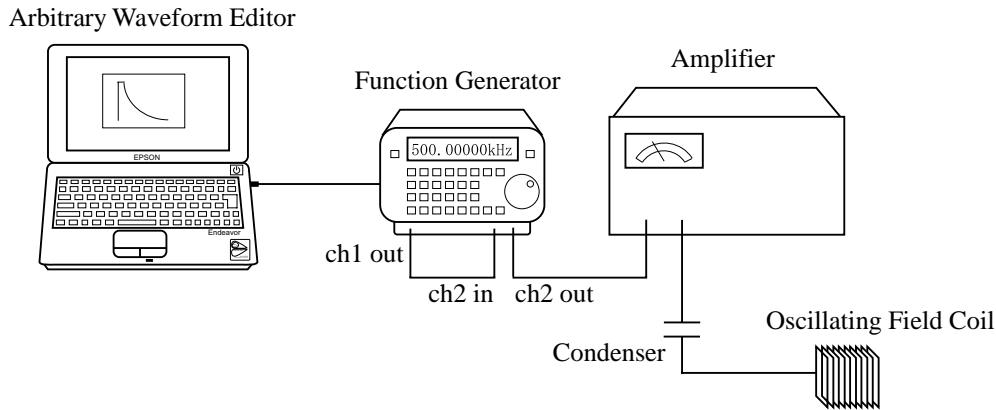 Arbitrary Waveform Editor
Function Generator
Amplifier
500.00000kHz
EPSON
Endeavor
ch1 out
ch2 in
ch2 out
Condenser
Oscillating Field Coil